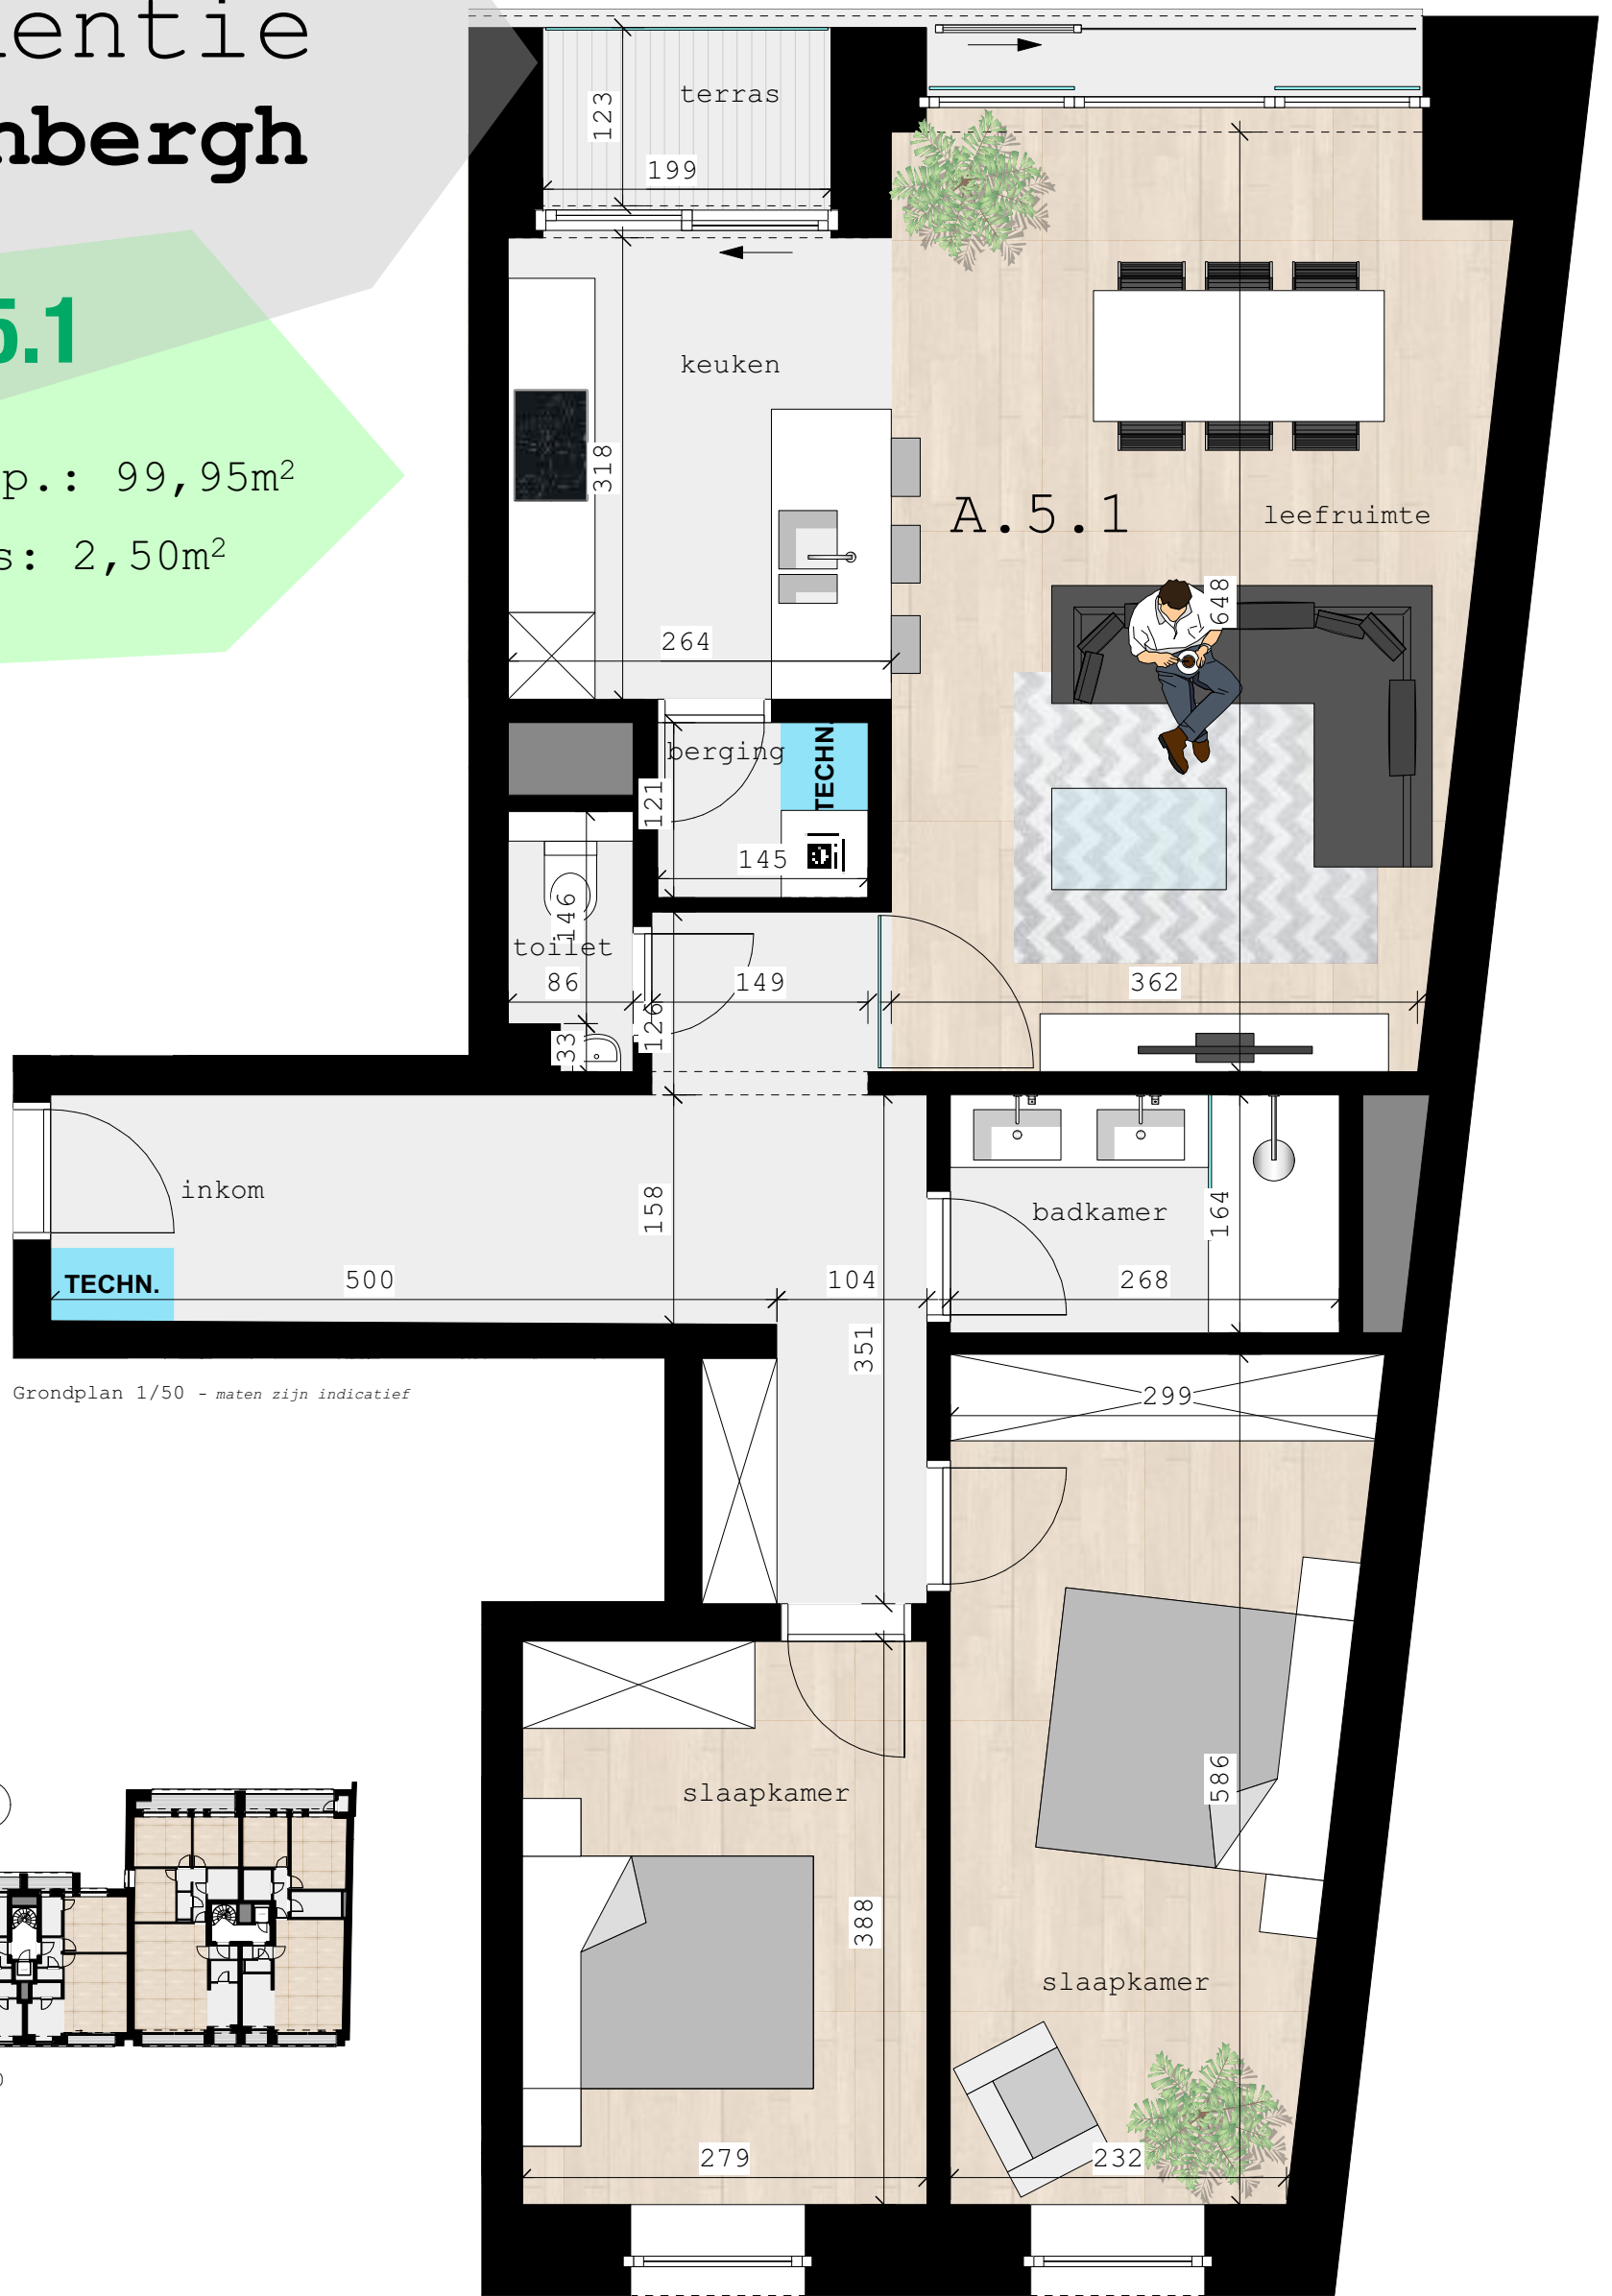 entie
nbergh
5.1
p.: 99,95m²
s: 2,50m²
terras
123
199
keuken
318
A.5.1
leefruimte
648
264
berging
TECHN.
121
145
146
toilet
86
149
362
126
33
inkom
158
badkamer
164
TECHN.
500
104
268
351
Grondplan 1/50 - maten zijn indicatief
299
slaapkamer
586
388
slaapkamer
279
232